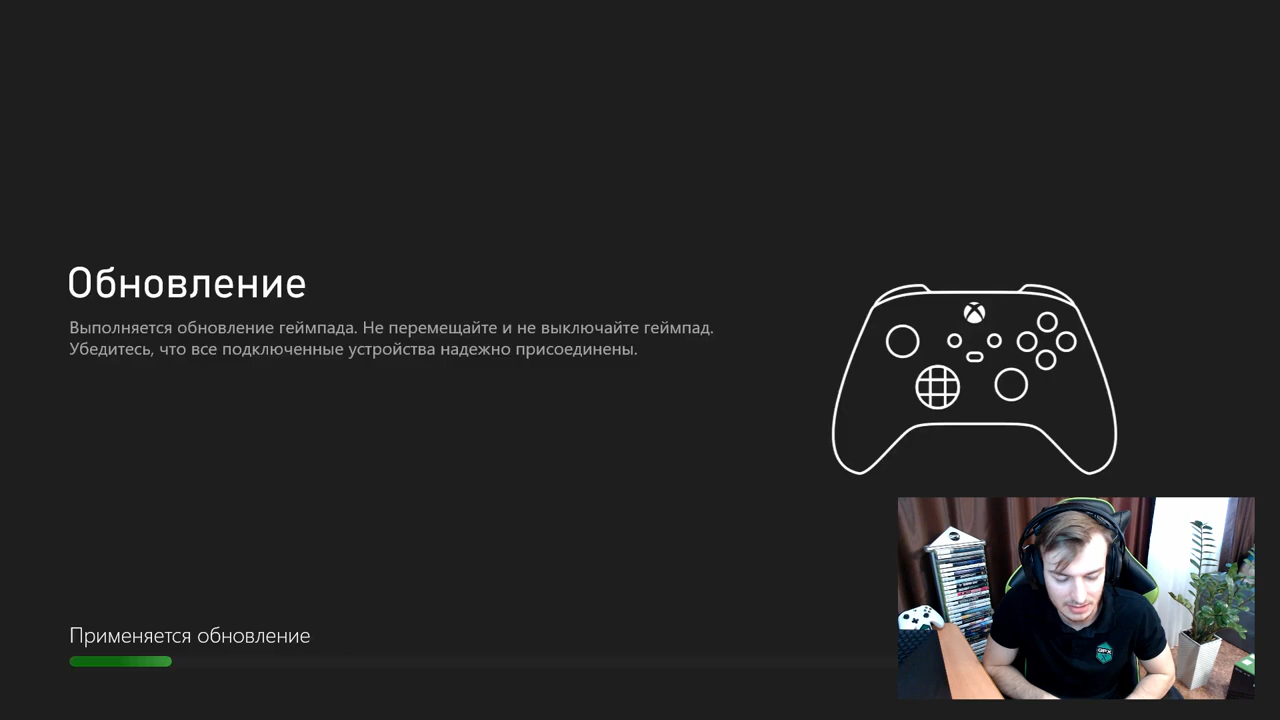 Обновление
Выполняется обновление геймпада. Не перемещайте и не выключайте геймпад.
Убедитесь, что все подключенные устройства надежно присоединены.
Применяется обновление